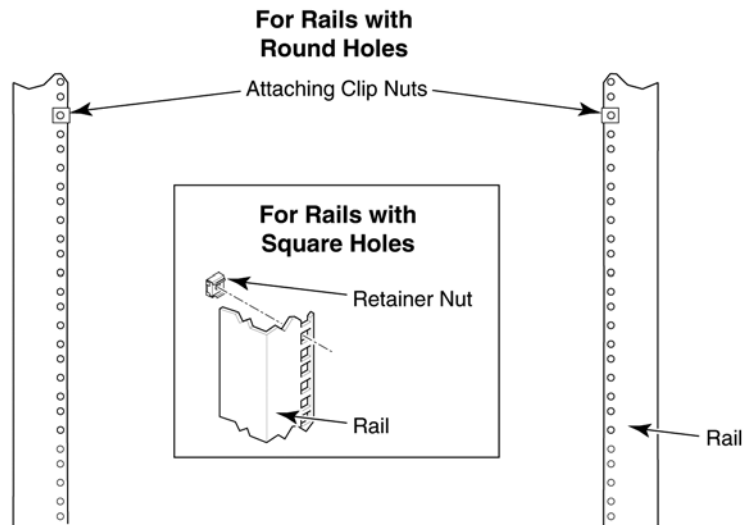 For Rails with
Round Holes
Attaching Clip Nuts
For Rails with
Square Holes
Retainer Nut
Rail
Rail